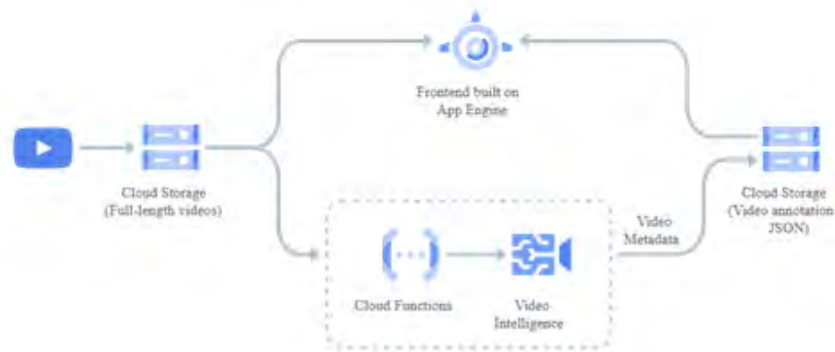 Frontend built on
App Engine
Cloud Storage
(Full-length videos)
Cloud Storage
(Video annotation
JSON)
Video
Metadata
Cloud Functions
Video
Intelligence